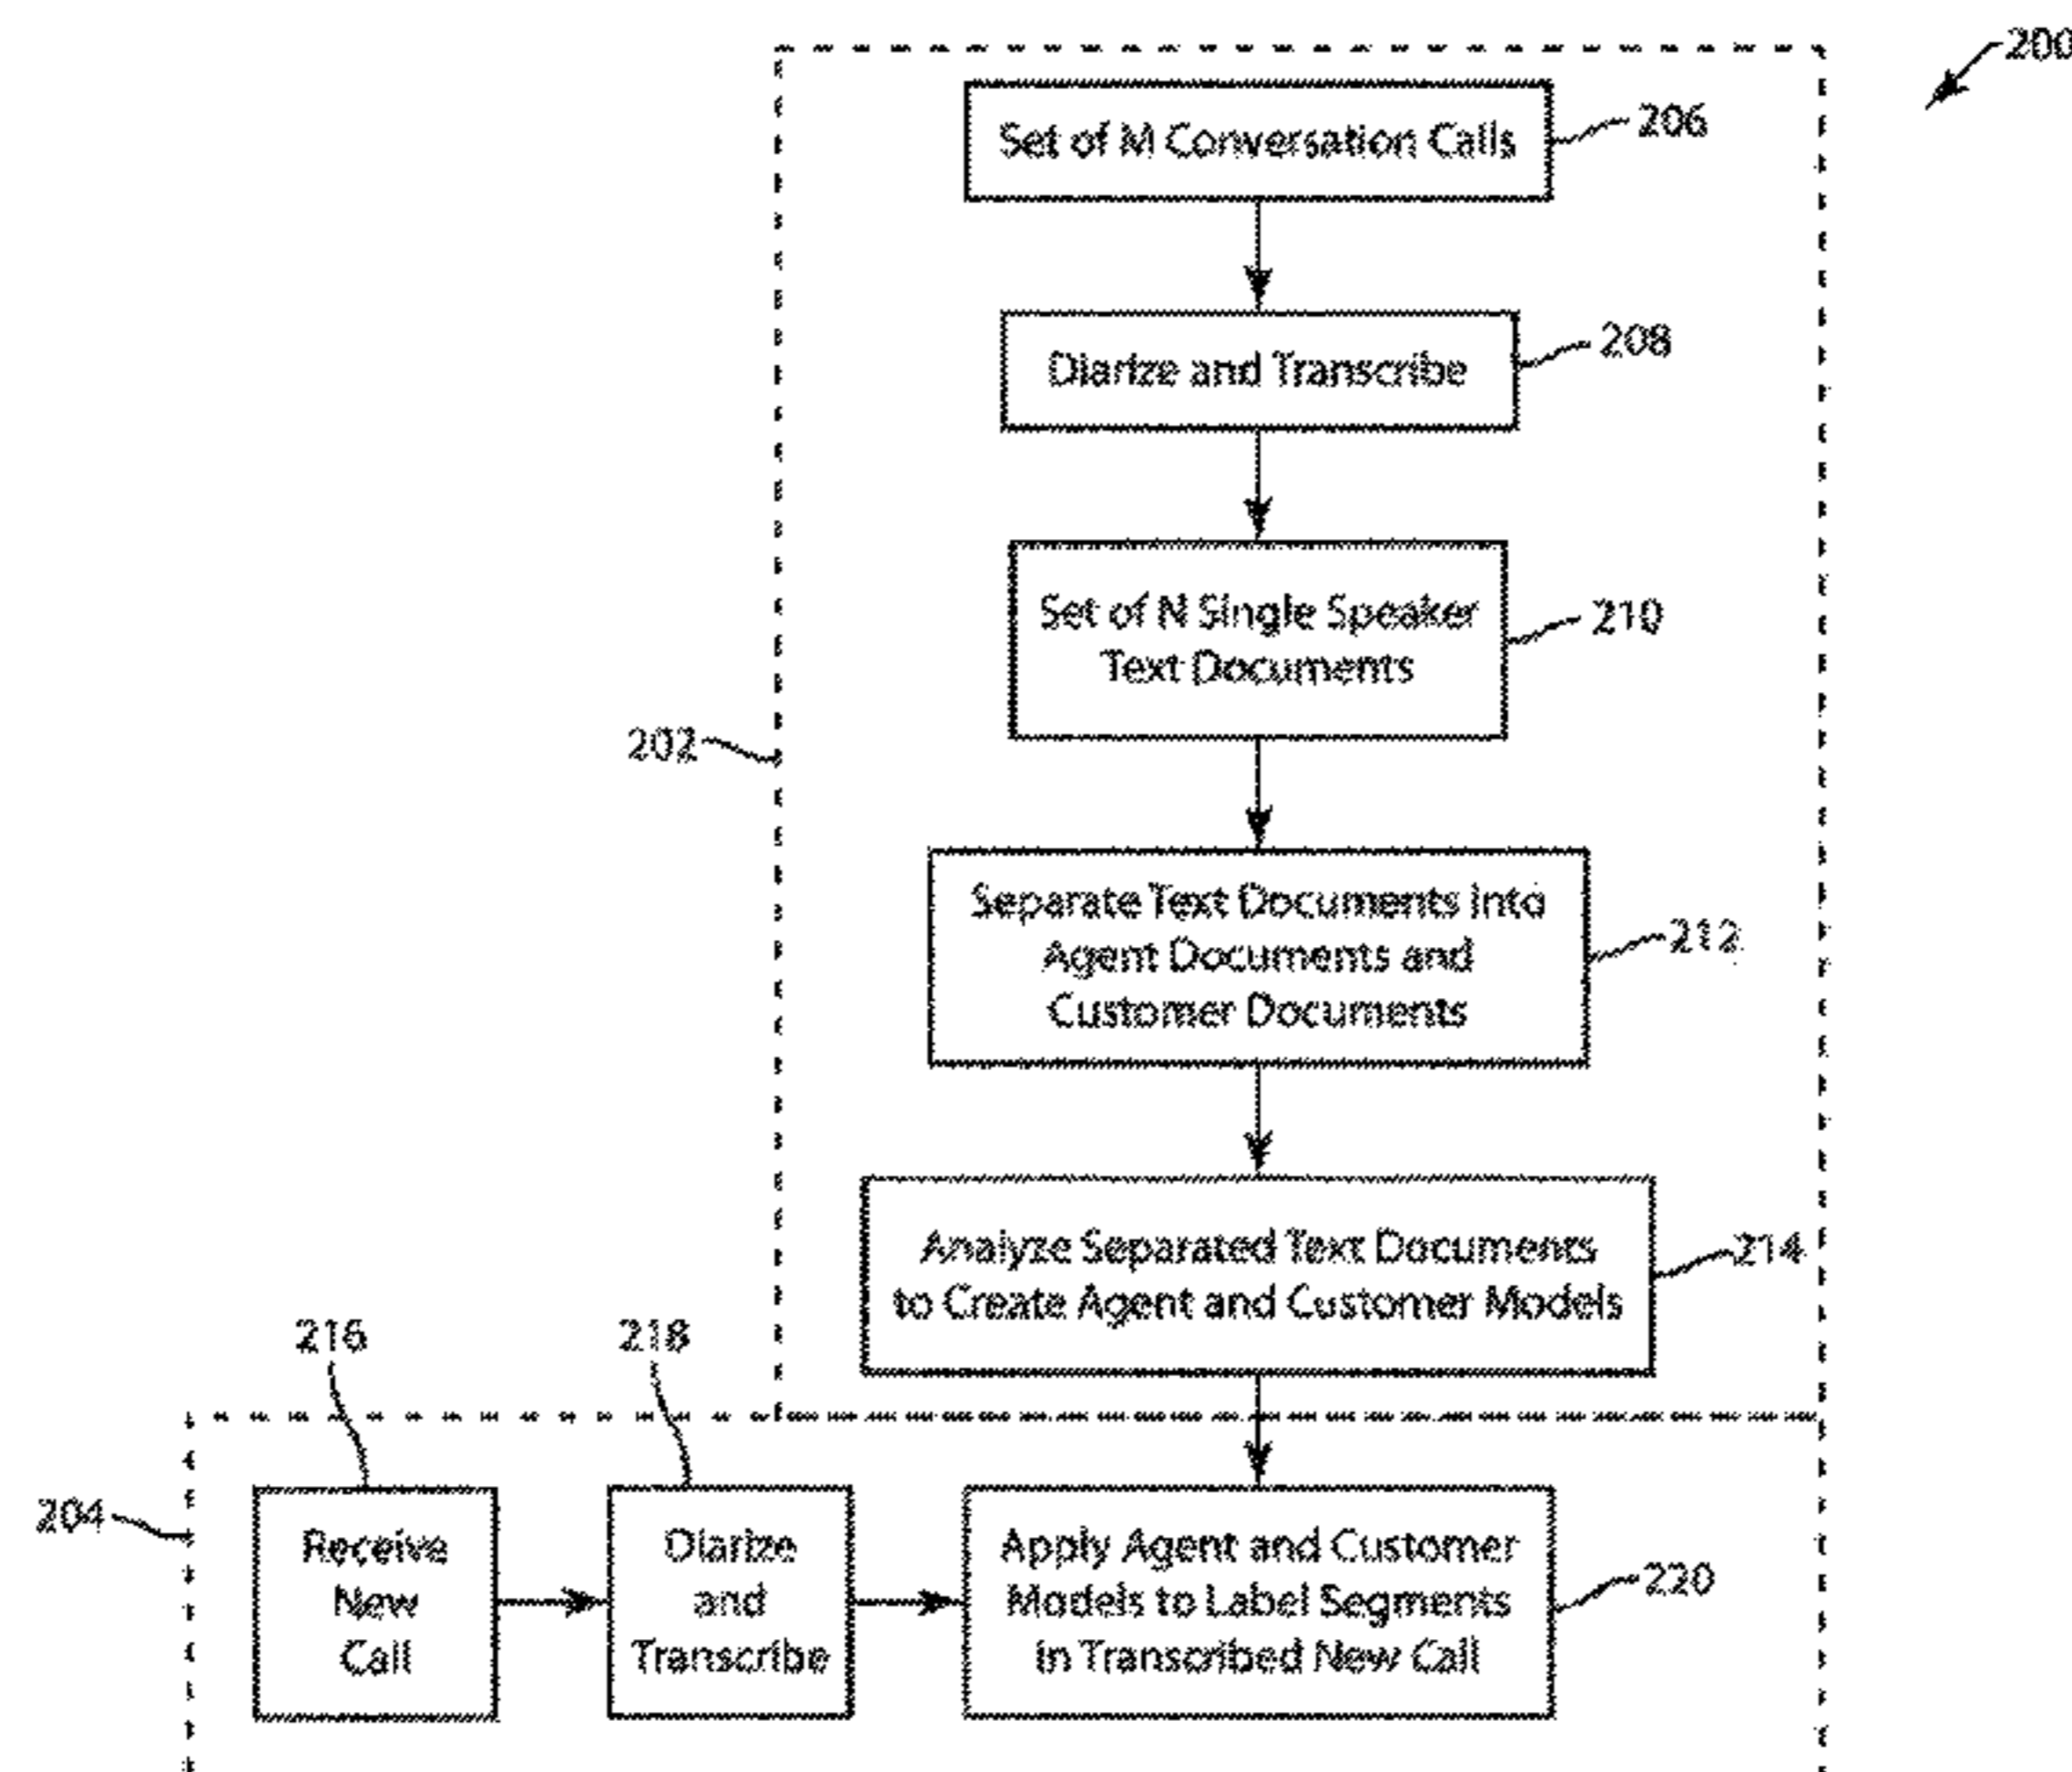 200
Set of M Conversation Calls
206
Diarize and Transcribe
208
Set of N Single Speaker
Text Documents
210
202
Separate Text Documents Into
Agent Documents and
Customer Documents
212
Analyze Separated Text Documents
to Create Agent and Customer Models
214
216
218
204
Receive
New
Call
Diarize
and
Transcribe
Apply Agent and Customer
Models to Label Segments
in Transcribed New Call
220